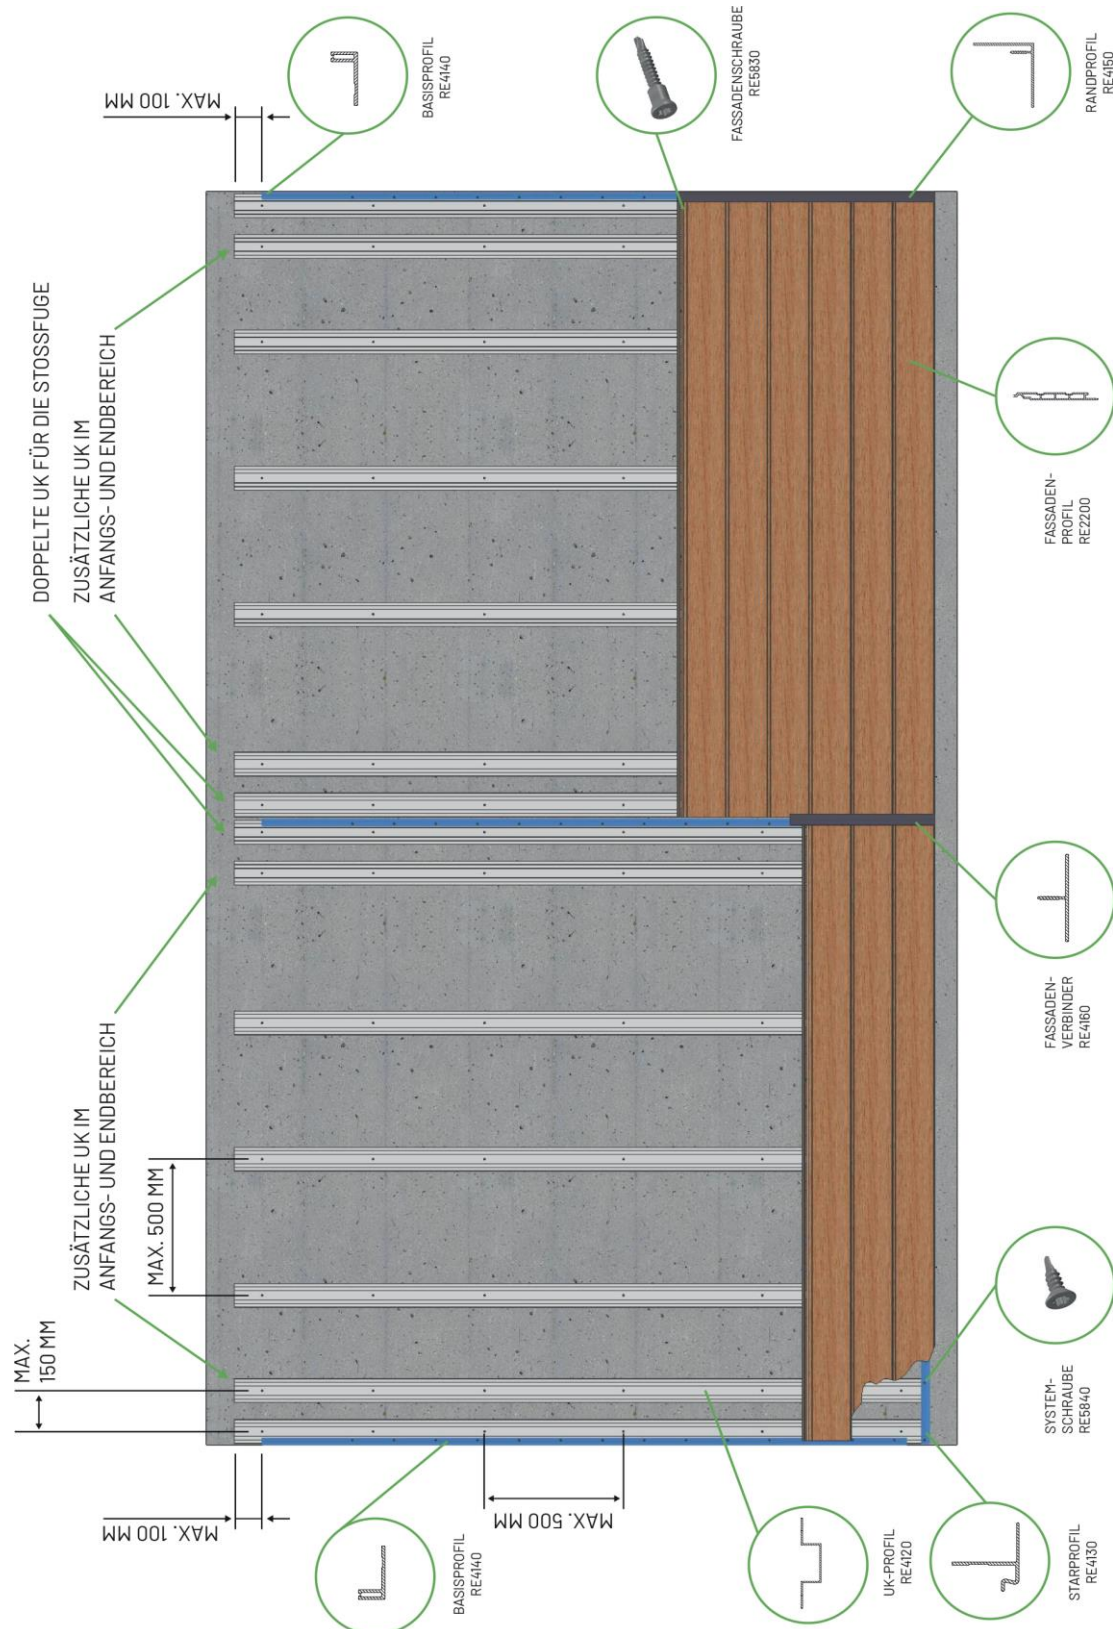 DOPPELTE UK FÜR DIE STOSSFUGE
ZUSÄTZLICHE UK IM
ANFANGS- UND ENDBEREICH
ZUSÄTZLICHE UK IM
ANFANGS- UND ENDBEREICH
MAX.
150 MM
MAX. 500 MM
MAX. 100 MM
MAX. 100 MM
MAX. 500 MM
BASISPROFIL
RE4140
BASISPROFIL
RE4140
FASSADENSCHRAUBE
RE5830
RANDPROFIL
RE4150
UK-PROFIL
RE4120
STARPROFIL
RE4130
SYSTEM-
SCHRAUBE
RE5840
FASSADEN-
VERBINDER
RE4160
FASSADEN-
PROFIL
RE2200